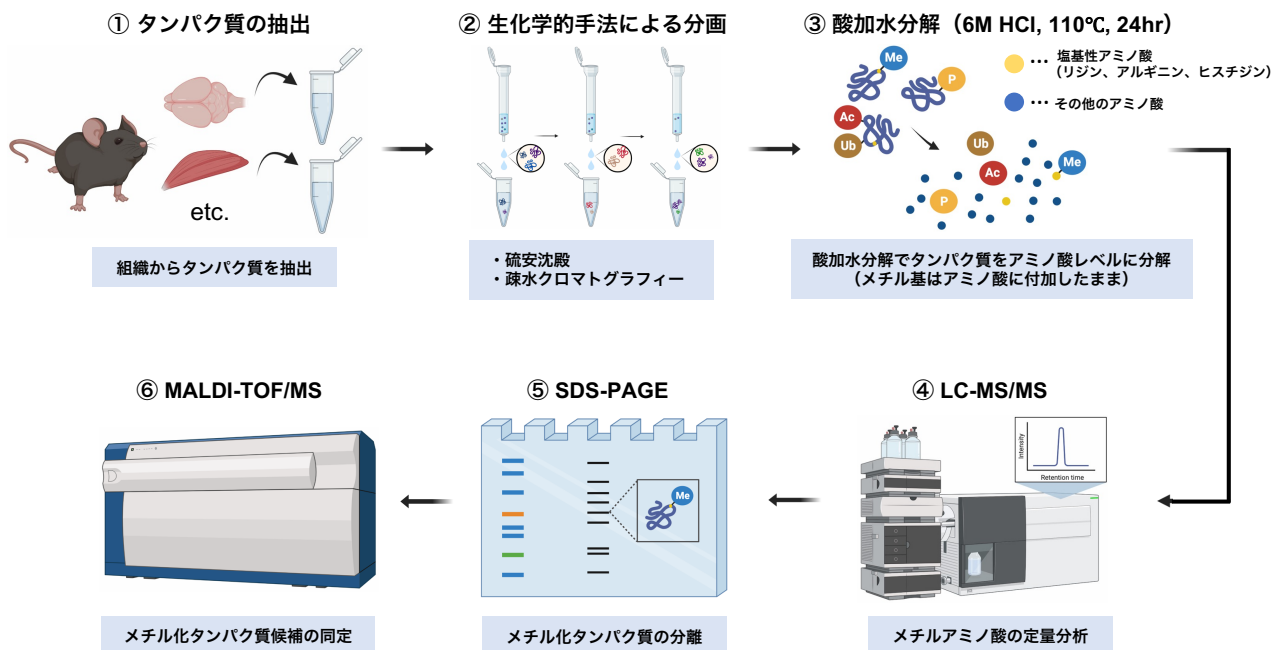 ① タンパク質の抽出
etc.
組織からタンパク質を抽出
② 生化学的手法による分画
・硫安沈殿
・疎水クロマトグラフィー
③ 酸加水分解（6M HCl, 110℃, 24hr）
Me
P
Ac
Ub
… 塩基性アミノ酸
（リジン、アルギニン、ヒスチジン）
… その他のアミノ酸
Ub
Ac
Me
P
酸加水分解でタンパク質をアミノ酸レベルに分解
（メチル基はアミノ酸に付加したまま）
④ LC-MS/MS
Intensity
Retention time
メチルアミノ酸の定量分析
⑤ SDS-PAGE
Me
メチル化タンパク質の分離
⑥ MALDI-TOF/MS
メチル化タンパク質候補の同定